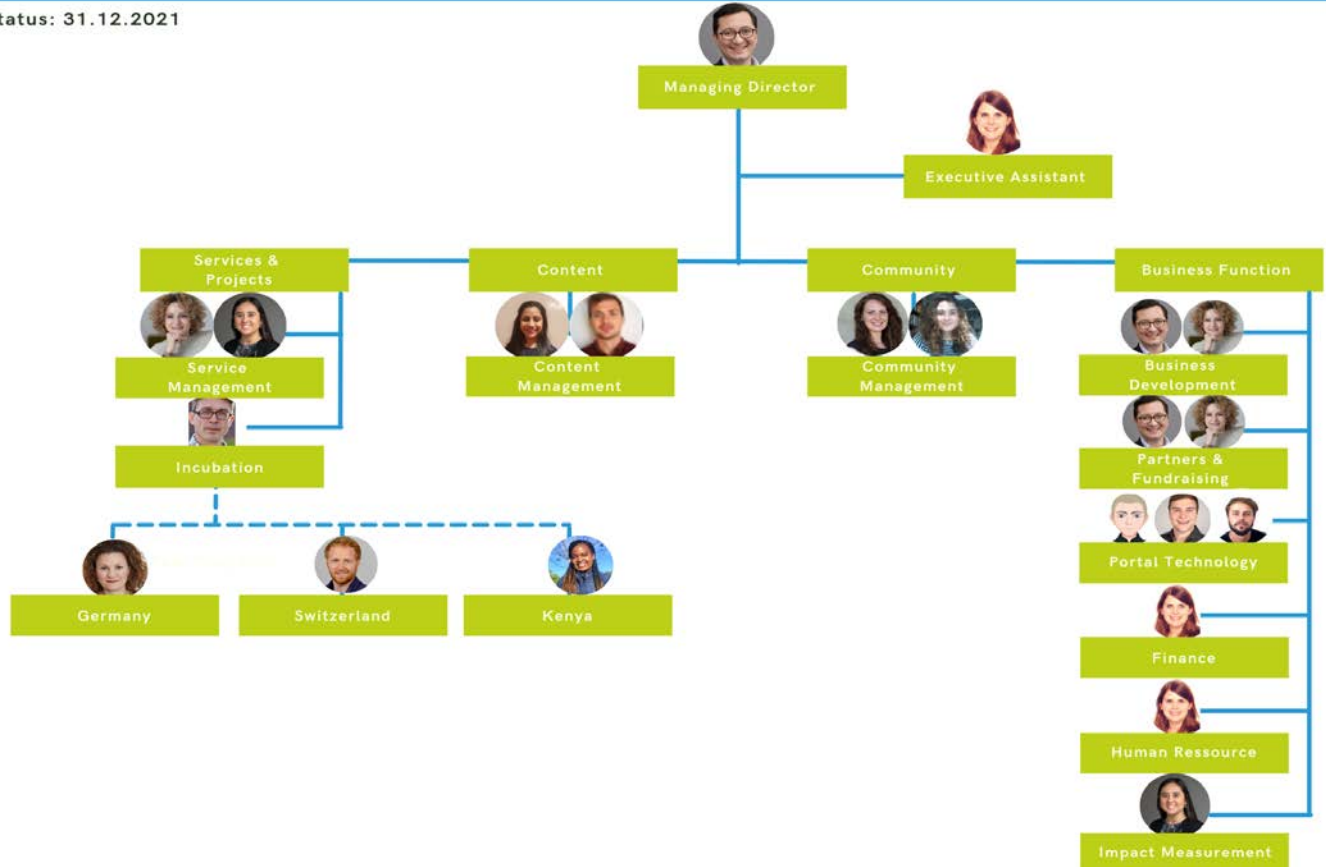 tatus: 31.12.2021
Managing Director
Executive Assistant
Services &
Projects
Content
Community
Business Function
Service
Management
Content
Management
Community
Management
Business
Development
Incubation
Partners &
Fundraising
Portal Technology
Germany
Switzerland
Kenya
Finance
Human Ressource
Impact Measurement